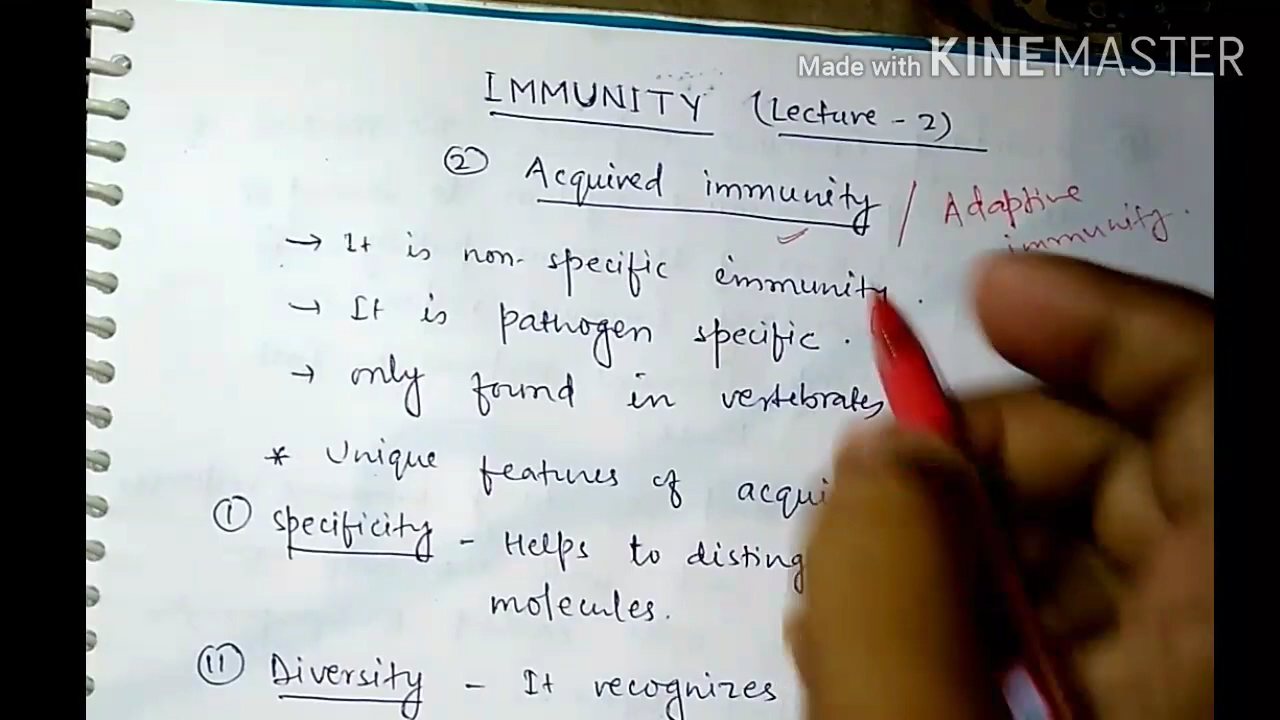 Made with KINEMASTER
IMMUNITY (Lecture - 2)
② Acquired immunity / Adaptive
immunity.
→ It is non-specific emmunity.
→ It is pathogen specific.
→ only found in vertebrates
* Unique features of acqui
① specificity - Helps to disting
molecules.
⑪ Diversity - It recognizes